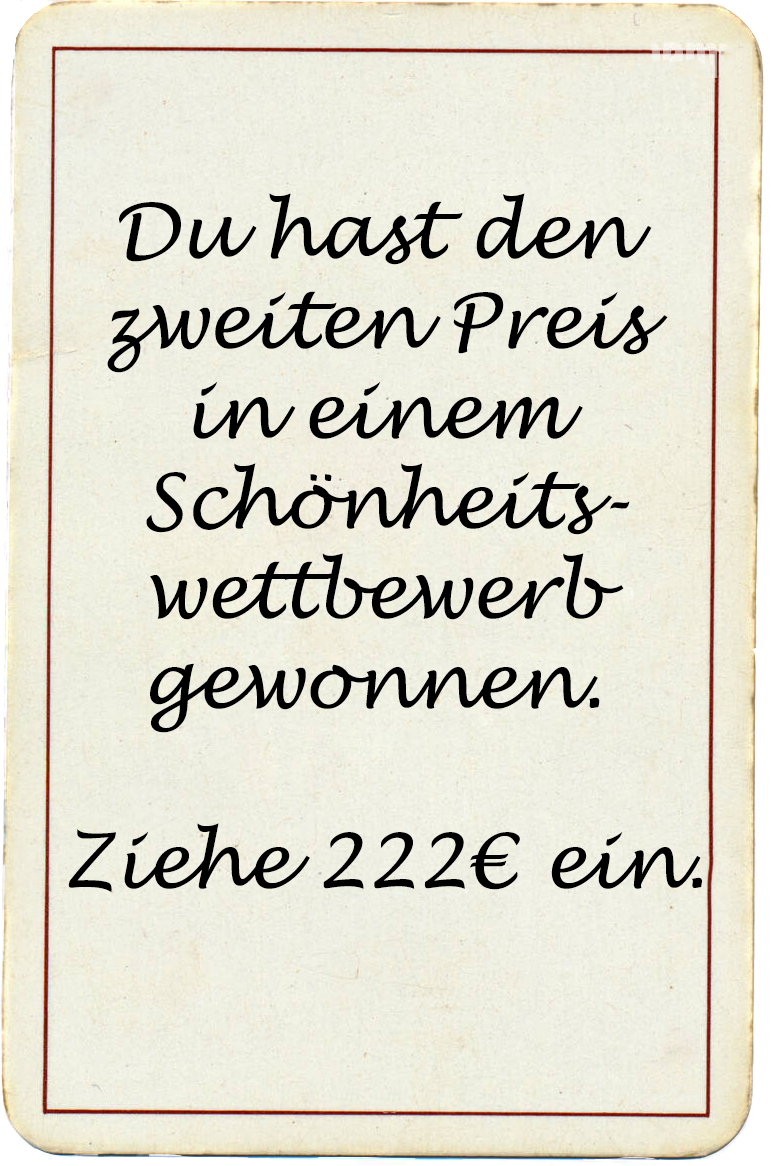 Du hast den
zweiten Preis
in einem
Schönheits-
wettbewerb
gewonnen.
Ziehe 222€ ein.